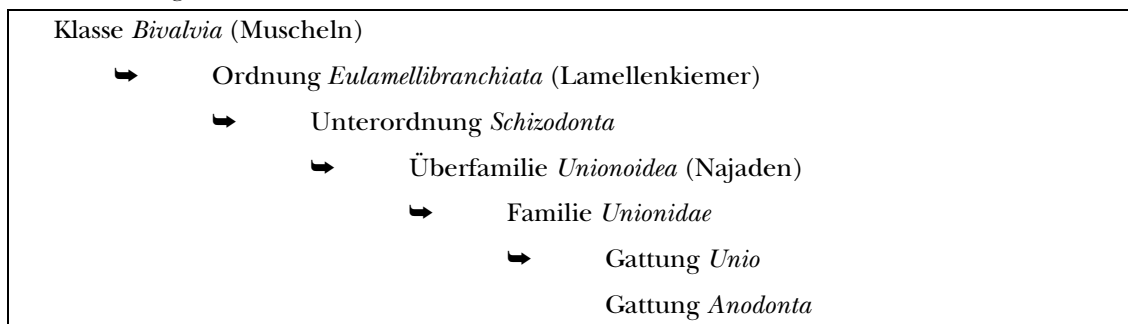 Klasse Bivalvia (Muscheln)
➥ Ordnung Eulamellibranchiata (Lamellenkiemer)
➥ Unterordnung Schizodonta
➥ Überfamilie Unionoidea (Najaden)
➥ Familie Unionidae
➥ Gattung Unio
Gattung Anodonta